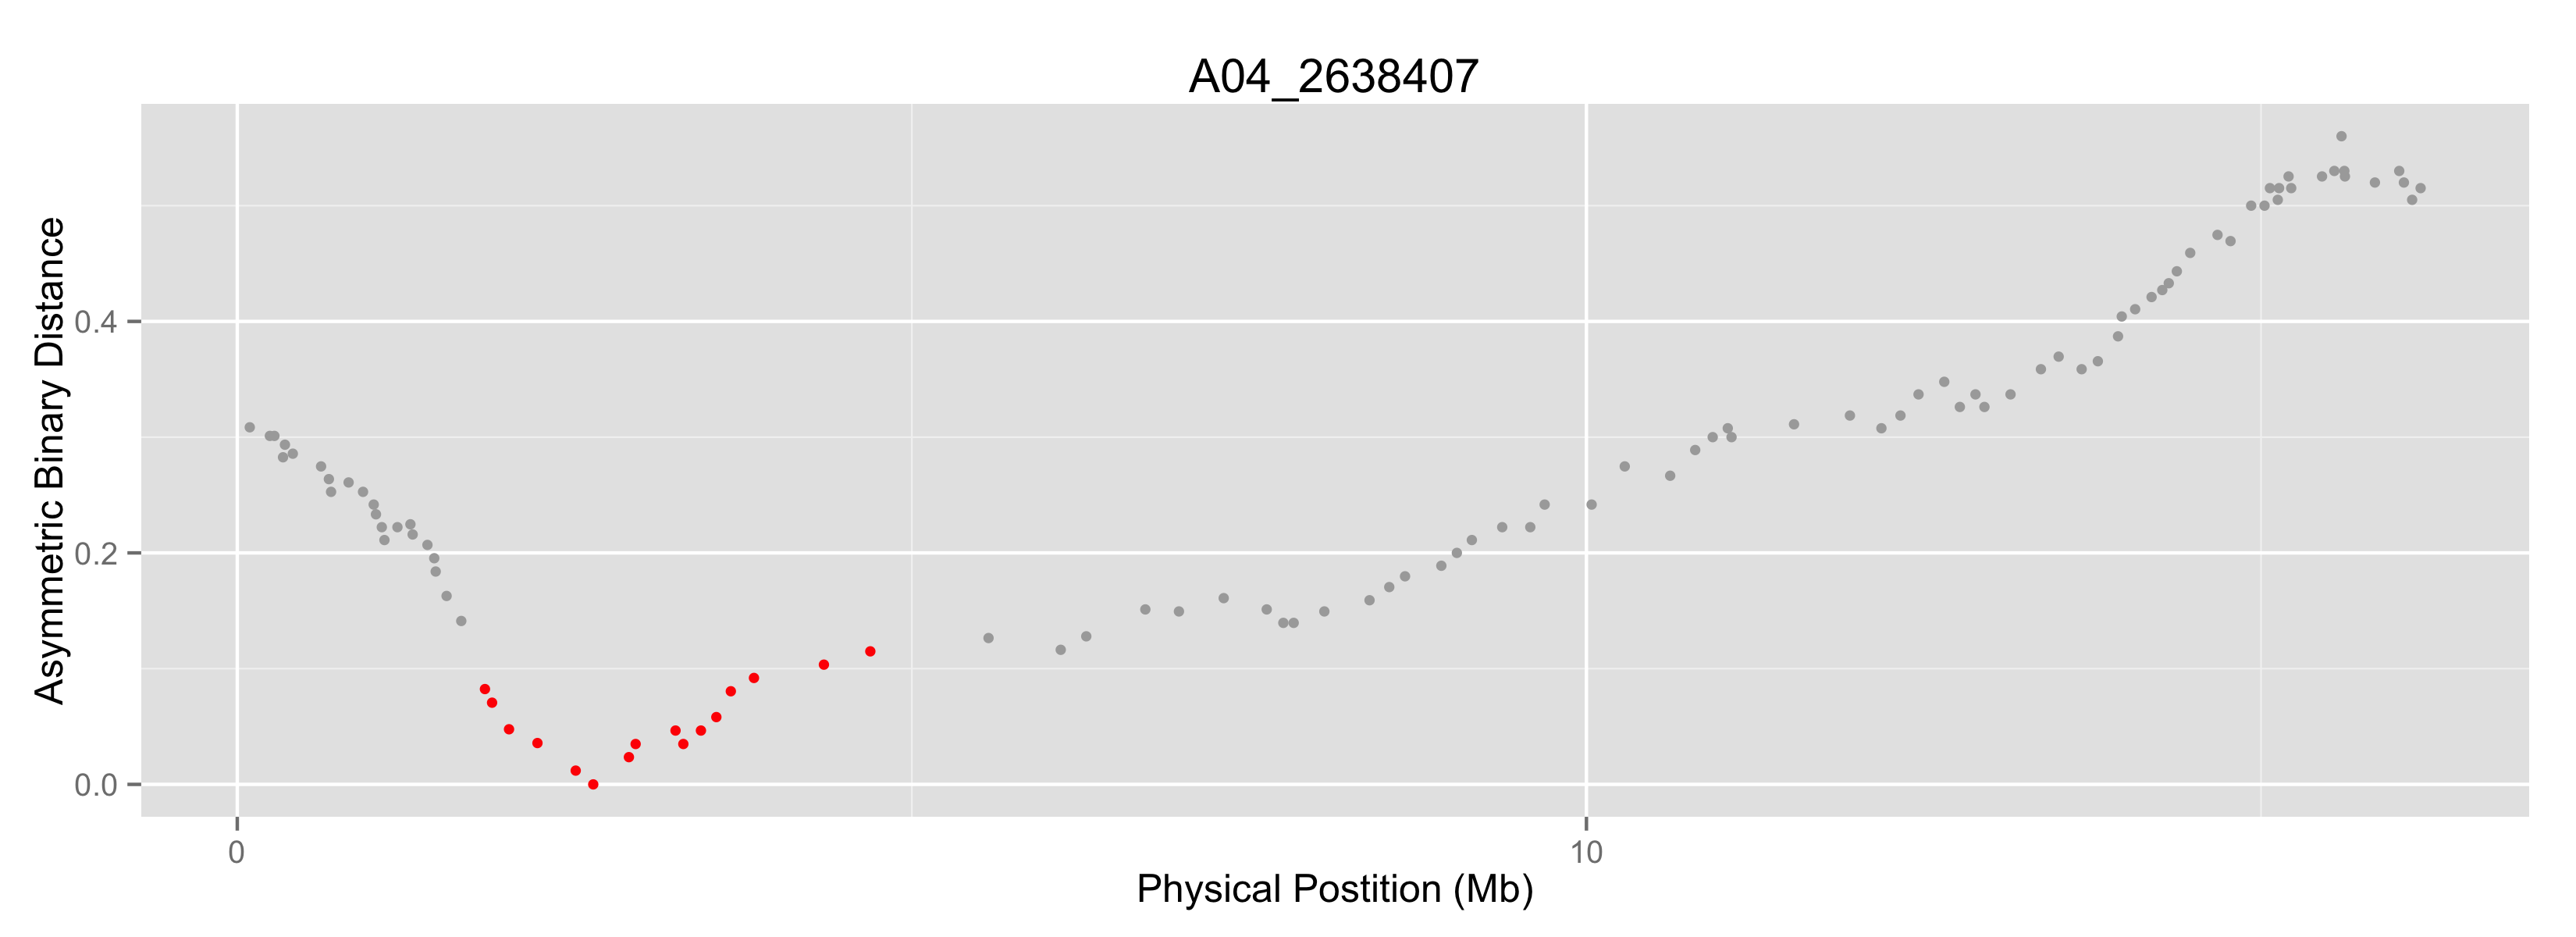 A04_2638407
Asymmetric Binary Distance
0.4
0.2
0.0
0
10
Physical Postition (Mb)